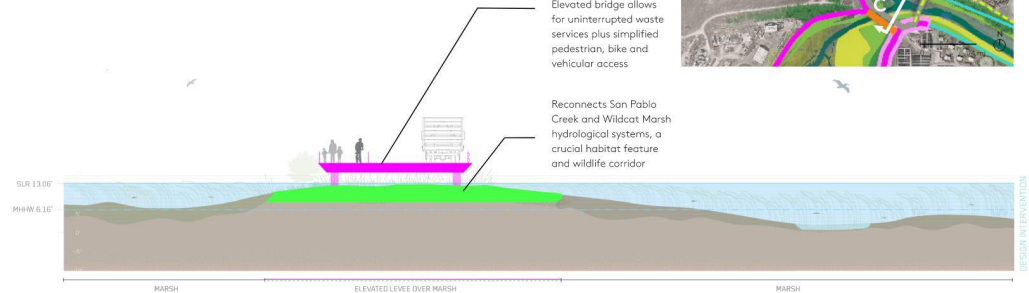 Elevated bridge allows
for uninterrupted waste
services plus simplified
pedestrian, bike and
vehicular access
C
N
Reconnects San Pablo
Creek and Wildcat Marsh
hydrological systems, a
crucial habitat feature
and wildlife corridor
SLR 13.06'
MHHW 6.16'
DESIGN INTERVENTION
MARSH
ELEVATED LEVEE OVER MARSH
MARSH